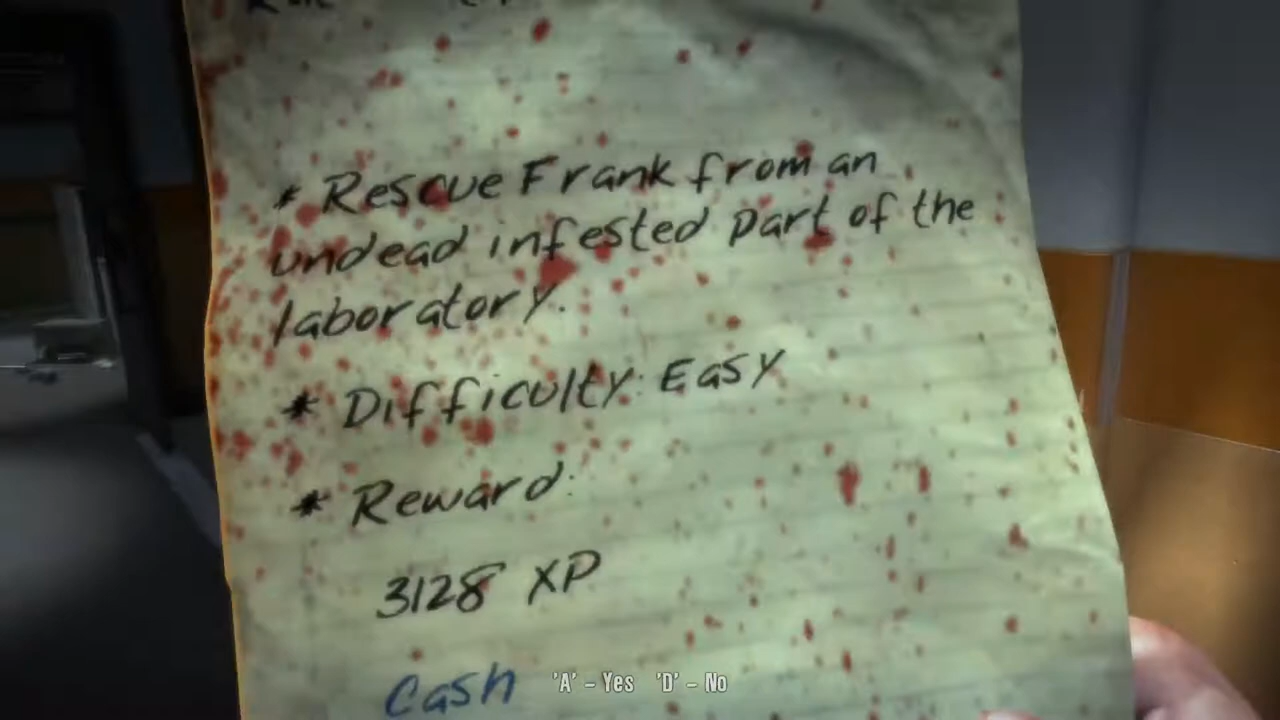 * Rescue Frank from an
undead infested part of the
laboratory.
* Difficulty: Easy
* Reward:
3128 XP
Cash
'A' - Yes 'D' - No